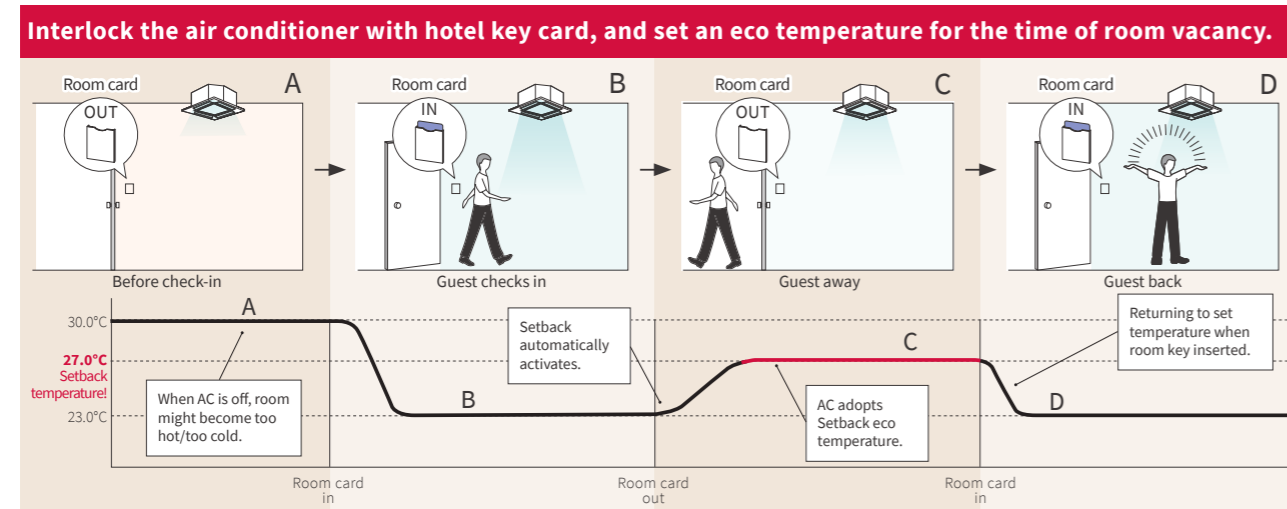 Interlock the air conditioner with hotel key card, and set an eco temperature for the time of room vacancy.
Room card
OUT
A
Before check-in
Room card
IN
B
Guest checks in
Room card
OUT
C
Guest away
Room card
IN
D
Guest back
30.0°C
27.0°C
Setback
temperature!
23.0°C
A
When AC is off, room
might become too
hot/too cold.
B
Setback
automatically
activates.
C
AC adopts
Setback eco
temperature.
Returning to set
temperature when
room key inserted.
D
Room card
in
Room card
out
Room card
in